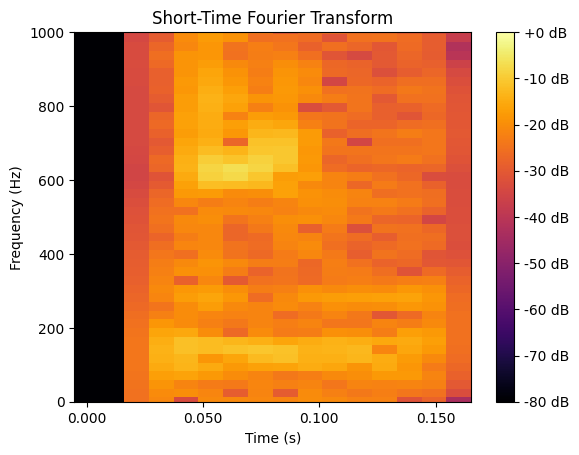 Short-Time Fourier Transform
1000
800
600
400
200
0
Frequency (Hz)
0.000
0.050
0.100
0.150
Time (s)
+0 dB
-10 dB
-20 dB
-30 dB
-40 dB
-50 dB
-60 dB
-70 dB
-80 dB